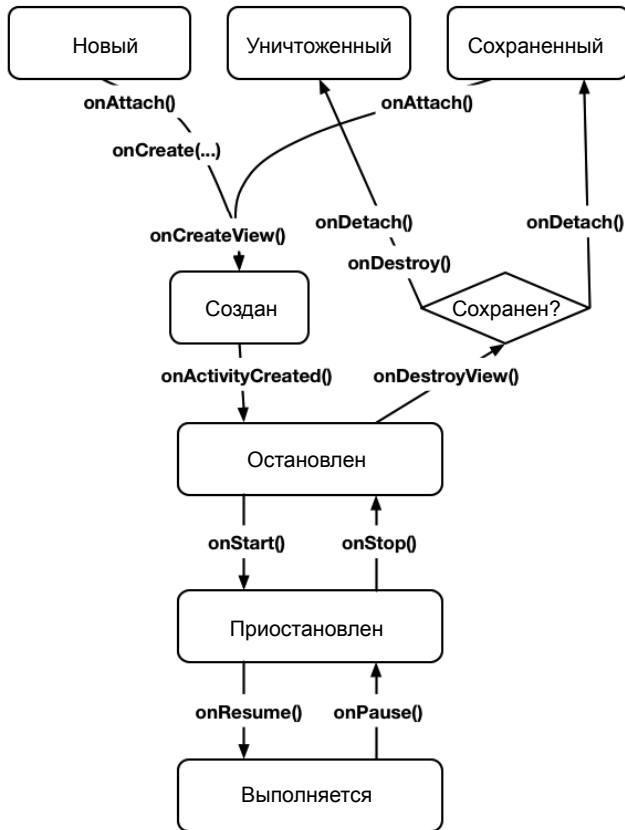 Новый
Уничтоженный
Сохраненный
onAttach()
onAttach()
onCreate(...)
onCreateView()
onDetach()
onDetach()
onDestroy()
Создан
Сохранен?
onActivityCreated()
onDestroyView()
Остановлен
onStart()
onStop()
Приостановлен
onResume()
onPause()
Выполняется